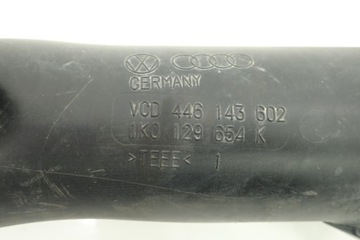 GERMANY
VCD 446 143 602
1K0 129 654 K
>TEEE< 1